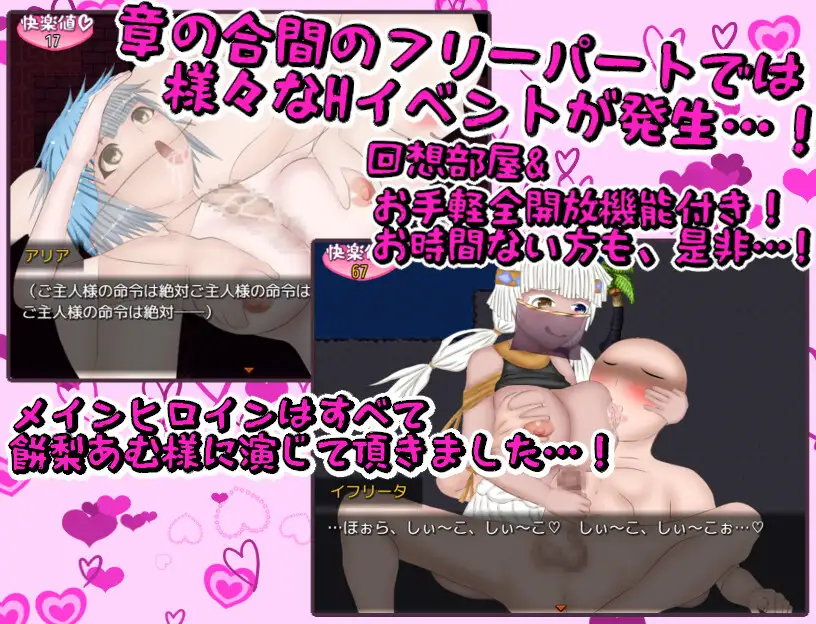 快楽値♡
17
章の合間のフリーパートでは
様々なHイベントが発生…！
回想部屋&
お手軽全開放機能付き！
お時間ない方も、是非…！
アリア
（ご主人様の命令は絶対ご主人様の命令は
ご主人様の命令は絶対――）
快楽値
67
メインヒロインはすべて
餅梨あむ様に演じて頂きました…！
イフリータ
…ほぉら、しぃ～こ、しぃ～こ♡　しぃ～こ、しぃ～こぉ…♡